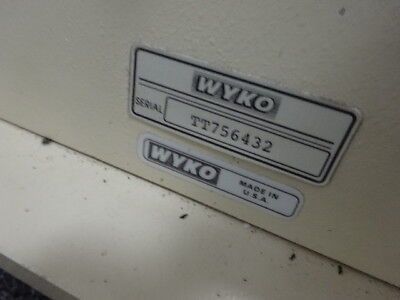 WYKO
SERIAL TT756432
WYKO MADE IN
U.S.A.